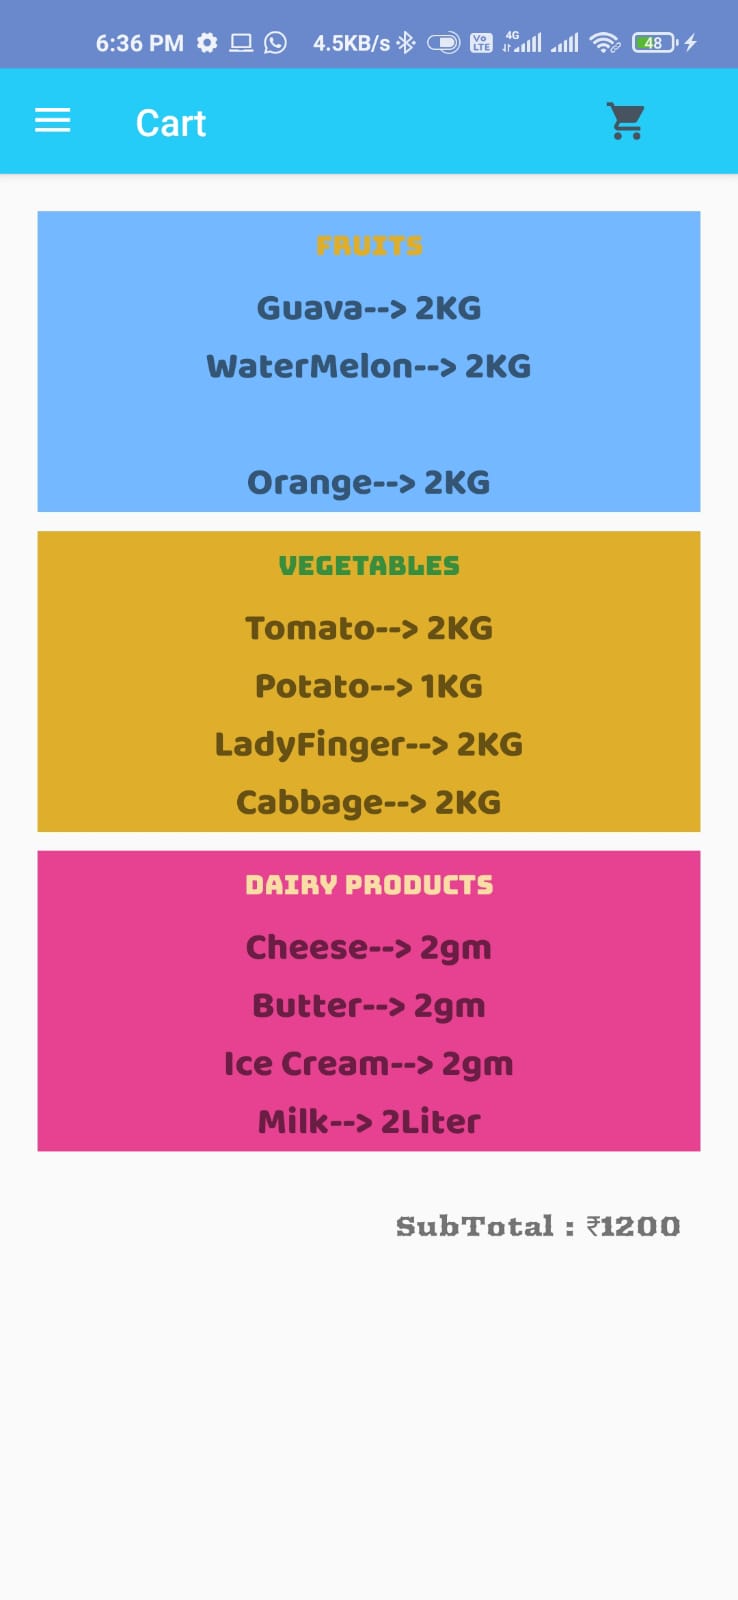 6:36 PM 4.5KB/s Vo LTE 4G 48
Cart
FRUITS
Guava--> 2KG
WaterMelon--> 2KG
Orange--> 2KG
VEGETABLES
Tomato--> 2KG
Potato--> 1KG
LadyFinger--> 2KG
Cabbage--> 2KG
DAIRY PRODUCTS
Cheese--> 2gm
Butter--> 2gm
Ice Cream--> 2gm
Milk--> 2Liter
SubTotal : ₹1200